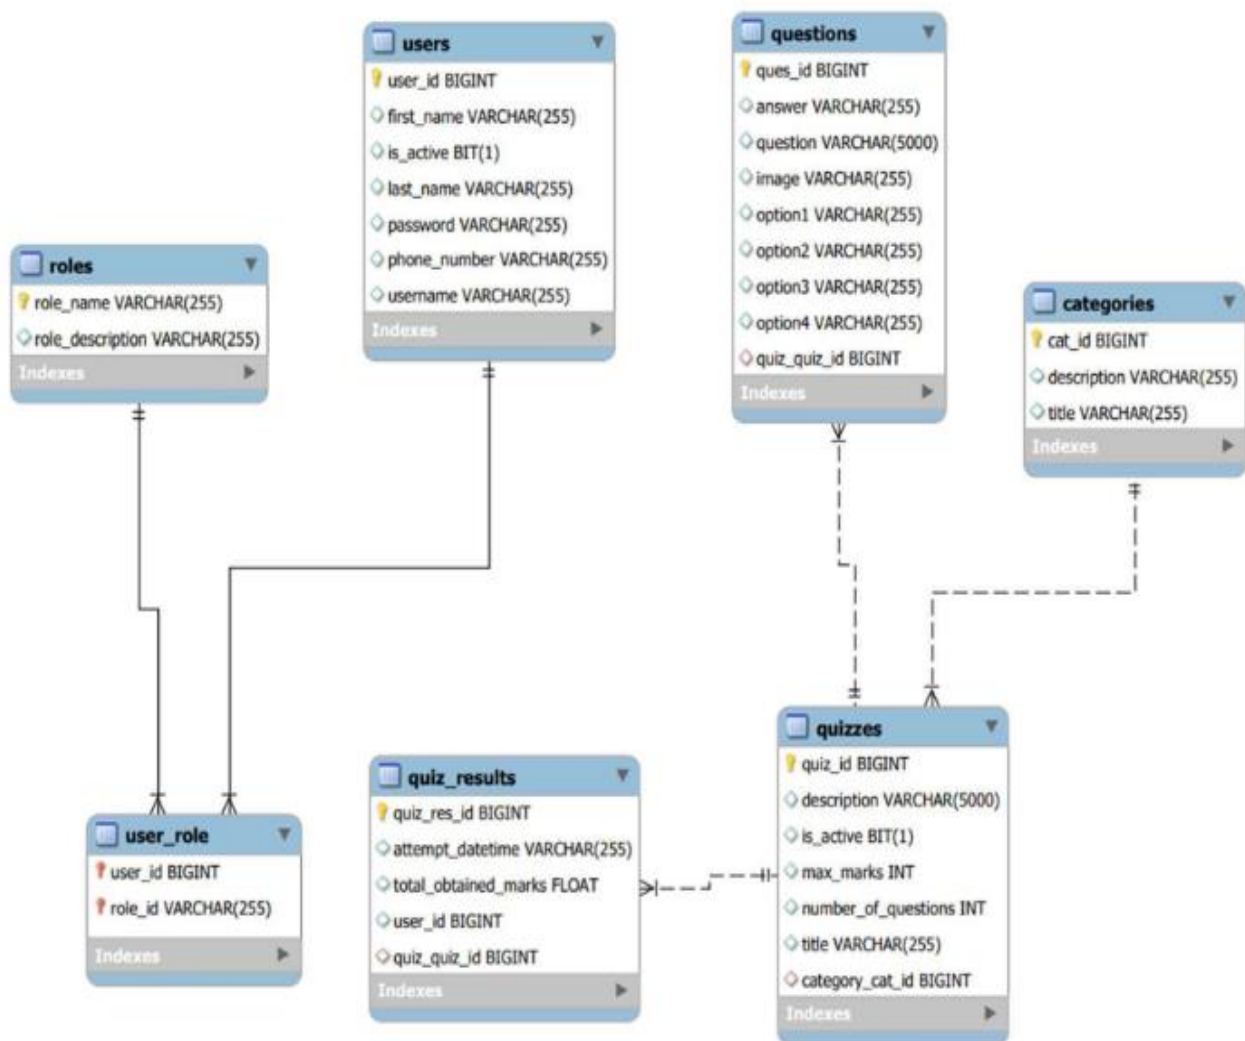 users
user_id BIGINT
first_name VARCHAR(255)
is_active BIT(1)
last_name VARCHAR(255)
password VARCHAR(255)
phone_number VARCHAR(255)
username VARCHAR(255)
Indexes
questions
ques_id BIGINT
answer VARCHAR(255)
question VARCHAR(5000)
image VARCHAR(255)
option1 VARCHAR(255)
option2 VARCHAR(255)
option3 VARCHAR(255)
option4 VARCHAR(255)
quiz_quiz_id BIGINT
Indexes
roles
role_name VARCHAR(255)
role_description VARCHAR(255)
Indexes
categories
cat_id BIGINT
description VARCHAR(255)
title VARCHAR(255)
Indexes
user_role
user_id BIGINT
role_id VARCHAR(255)
Indexes
quiz_results
quiz_res_id BIGINT
attempt_datetime VARCHAR(255)
total_obtained_marks FLOAT
user_id BIGINT
quiz_quiz_id BIGINT
Indexes
quizzes
quiz_id BIGINT
description VARCHAR(5000)
is_active BIT(1)
max_marks INT
number_of_questions INT
title VARCHAR(255)
category_cat_id BIGINT
Indexes